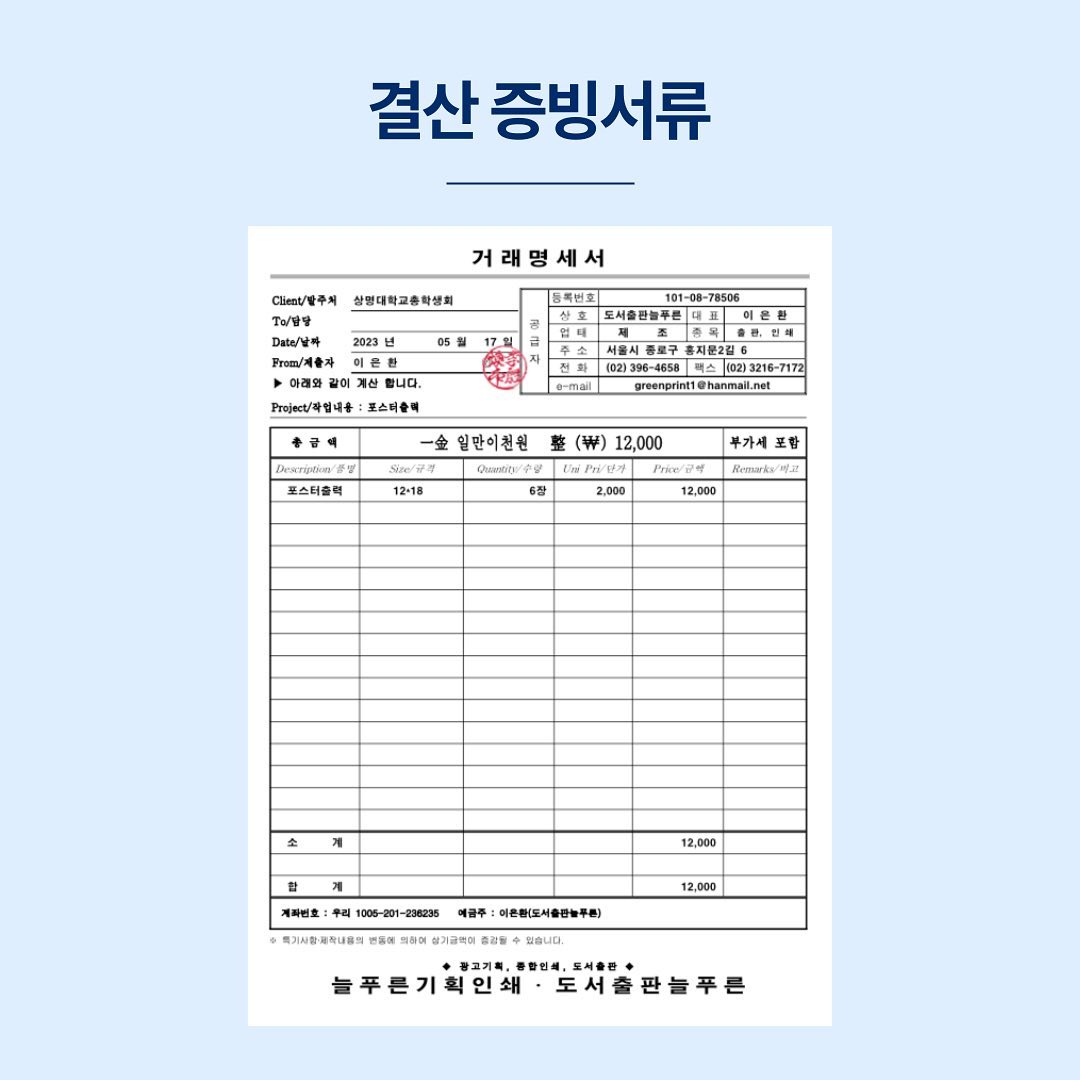 결산 증빙서류
거래명세서
Client/발주처 상명대학교총학생회
To/담당
Date/날짜 2023 년 05 월 17 일
From/제출자 이 은 환
▶ 아래와 같이 계산 합니다.
Project/작업내용 : 포스터출력
공급자
등록번호 101-08-78506
상 호 도서출판늘푸른 대 표 이 은 환
업 태 제 조 종 목 출 판, 인 쇄
주 소 서울시 종로구 홍지문2길 6
전 화 (02) 396-4658 팩스 (02) 3216-7172
e-mail greenprint1@hanmail.net
총 금 액 一金 일만이천원 整 (₩) 12,000 부가세 포함
Description/품명 Size/규격 Quantity/수량 Uni Pri/단가 Price/금액 Remarks/비고
포스터출력 12*18 6장 2,000 12,000
소 계 12,000
합 계 12,000
계좌번호 : 우리 1005-201-236235 예금주 : 이은환(도서출판늘푸른)
※ 특기사항·제작내용의 변동에 의하여 상기금액이 증감될 수 있습니다.
◆ 광고기획, 종합인쇄, 도서출판 ◆
늘푸른기획인쇄 · 도서출판늘푸른